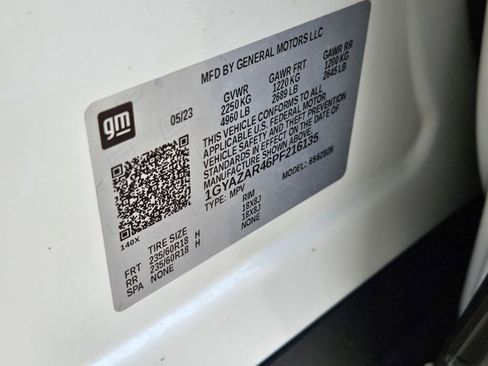 MFD BY GENERAL MOTORS LLC
gm
05/23
GVWR GAWR FRT GAWR RR
2250 KG 1220 KG 1200 KG
4960 LB 2689 LB 2645 LB
THIS VEHICLE CONFORMS TO ALL
APPLICABLE U.S. FEDERAL MOTOR
VEHICLE SAFETY AND THEFT PREVENTION
STANDARDS IN EFFECT ON THE DATE OF
MANUFACTURE SHOWN ABOVE.
1GYAZAR46PF216135
TYPE: MPV MODEL: 6562B26
140X
TIRE SIZE RIM
FRT 235/60R18 H 18X8J
RR 235/60R18 H 18X8J
SPA NONE NONE